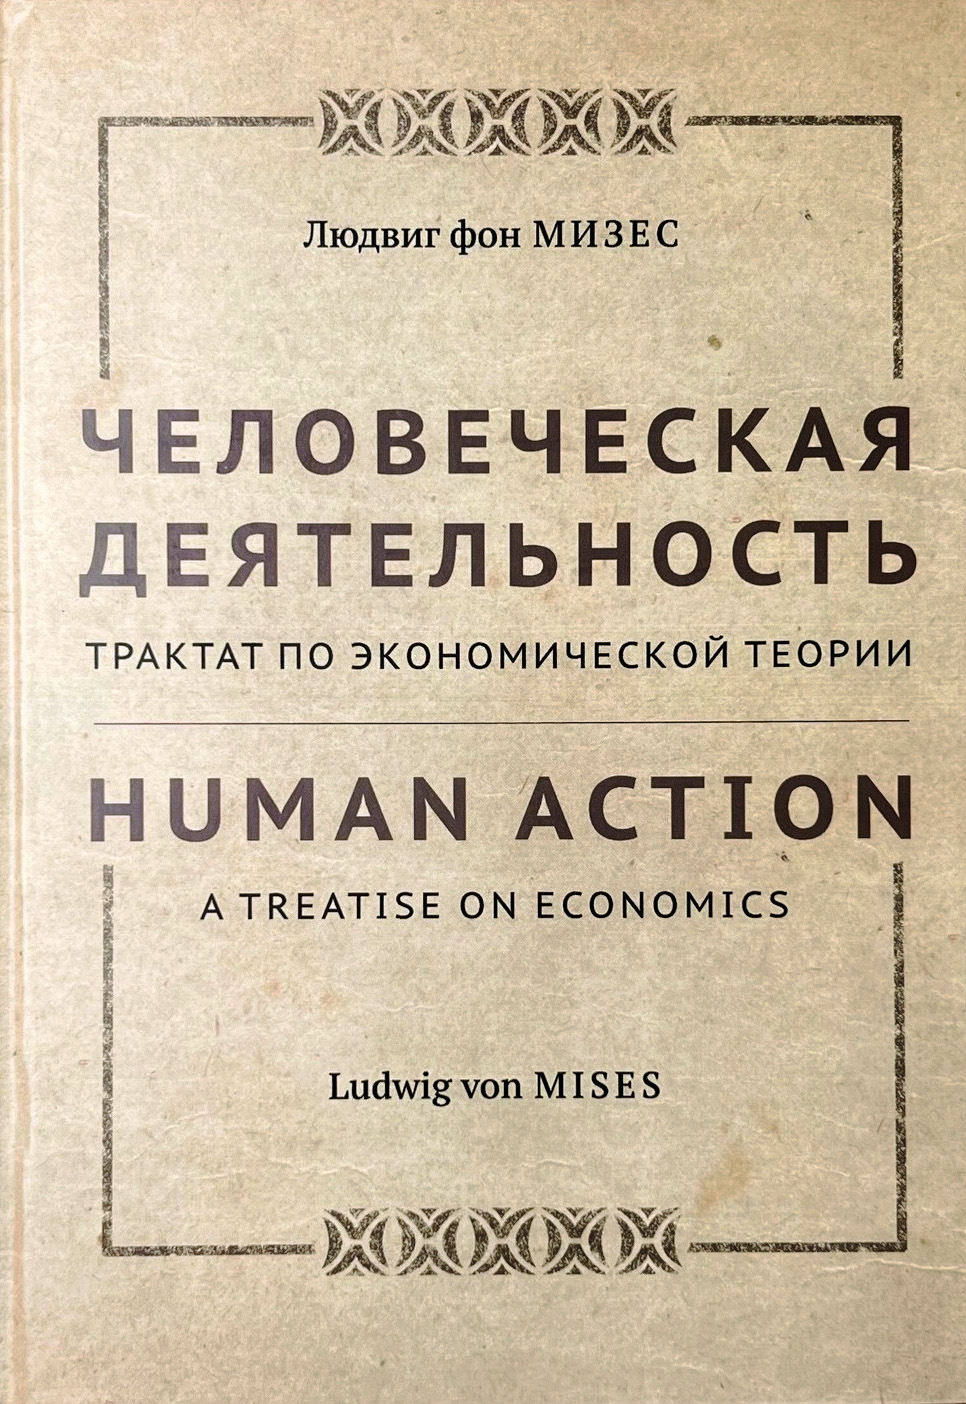 Людвиг фон МИЗЕС
ЧЕЛОВЕЧЕСКАЯ
ДЕЯТЕЛЬНОСТЬ
ТРАКТАТ ПО ЭКОНОМИЧЕСКОЙ ТЕОРИИ
HUMAN ACTION
A TREATISE ON ECONOMICS
Ludwig von MISES